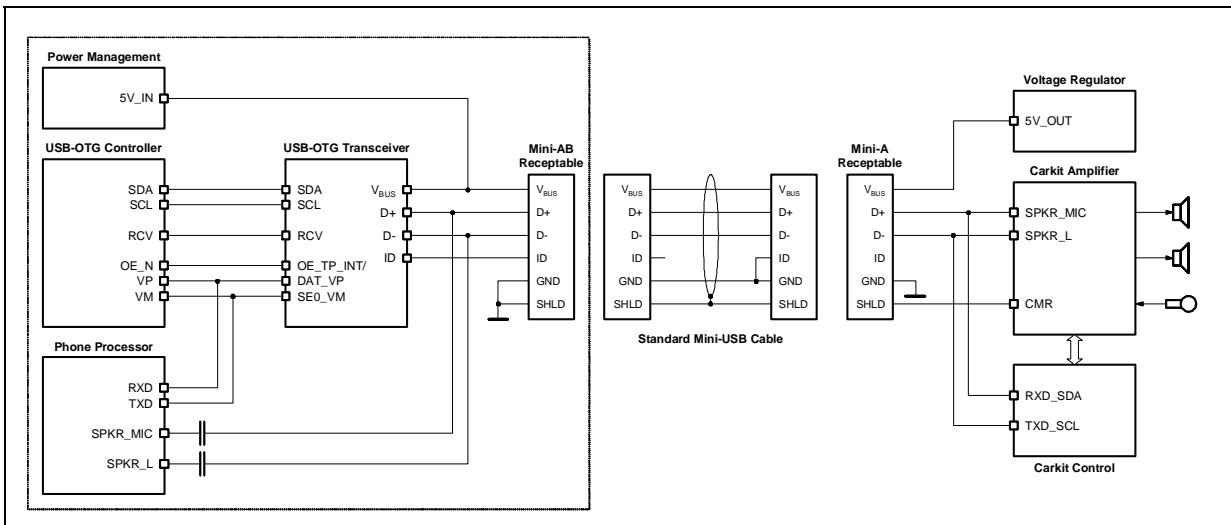 Power Management
5V_IN
USB-OTG Controller
SDA
SCL
RCV
OE_N
VP
VM
USB-OTG Transceiver
SDA
SCL
RCV
OE_TP_INT/
DAT_VP
SE0_VM
VBUS
D+
D-
ID
Phone Processor
RXD
TXD
SPKR_MIC
SPKR_L
Mini-AB
Receptable
VBUS
D+
D-
ID
GND
SHLD
VBUS
D+
D-
ID
GND
SHLD
VBUS
D+
D-
ID
GND
SHLD
Standard Mini-USB Cable
Mini-A
Receptable
VBUS
D+
D-
ID
GND
SHLD
Voltage Regulator
5V_OUT
Carkit Amplifier
SPKR_MIC
SPKR_L
CMR
RXD_SDA
TXD_SCL
Carkit Control